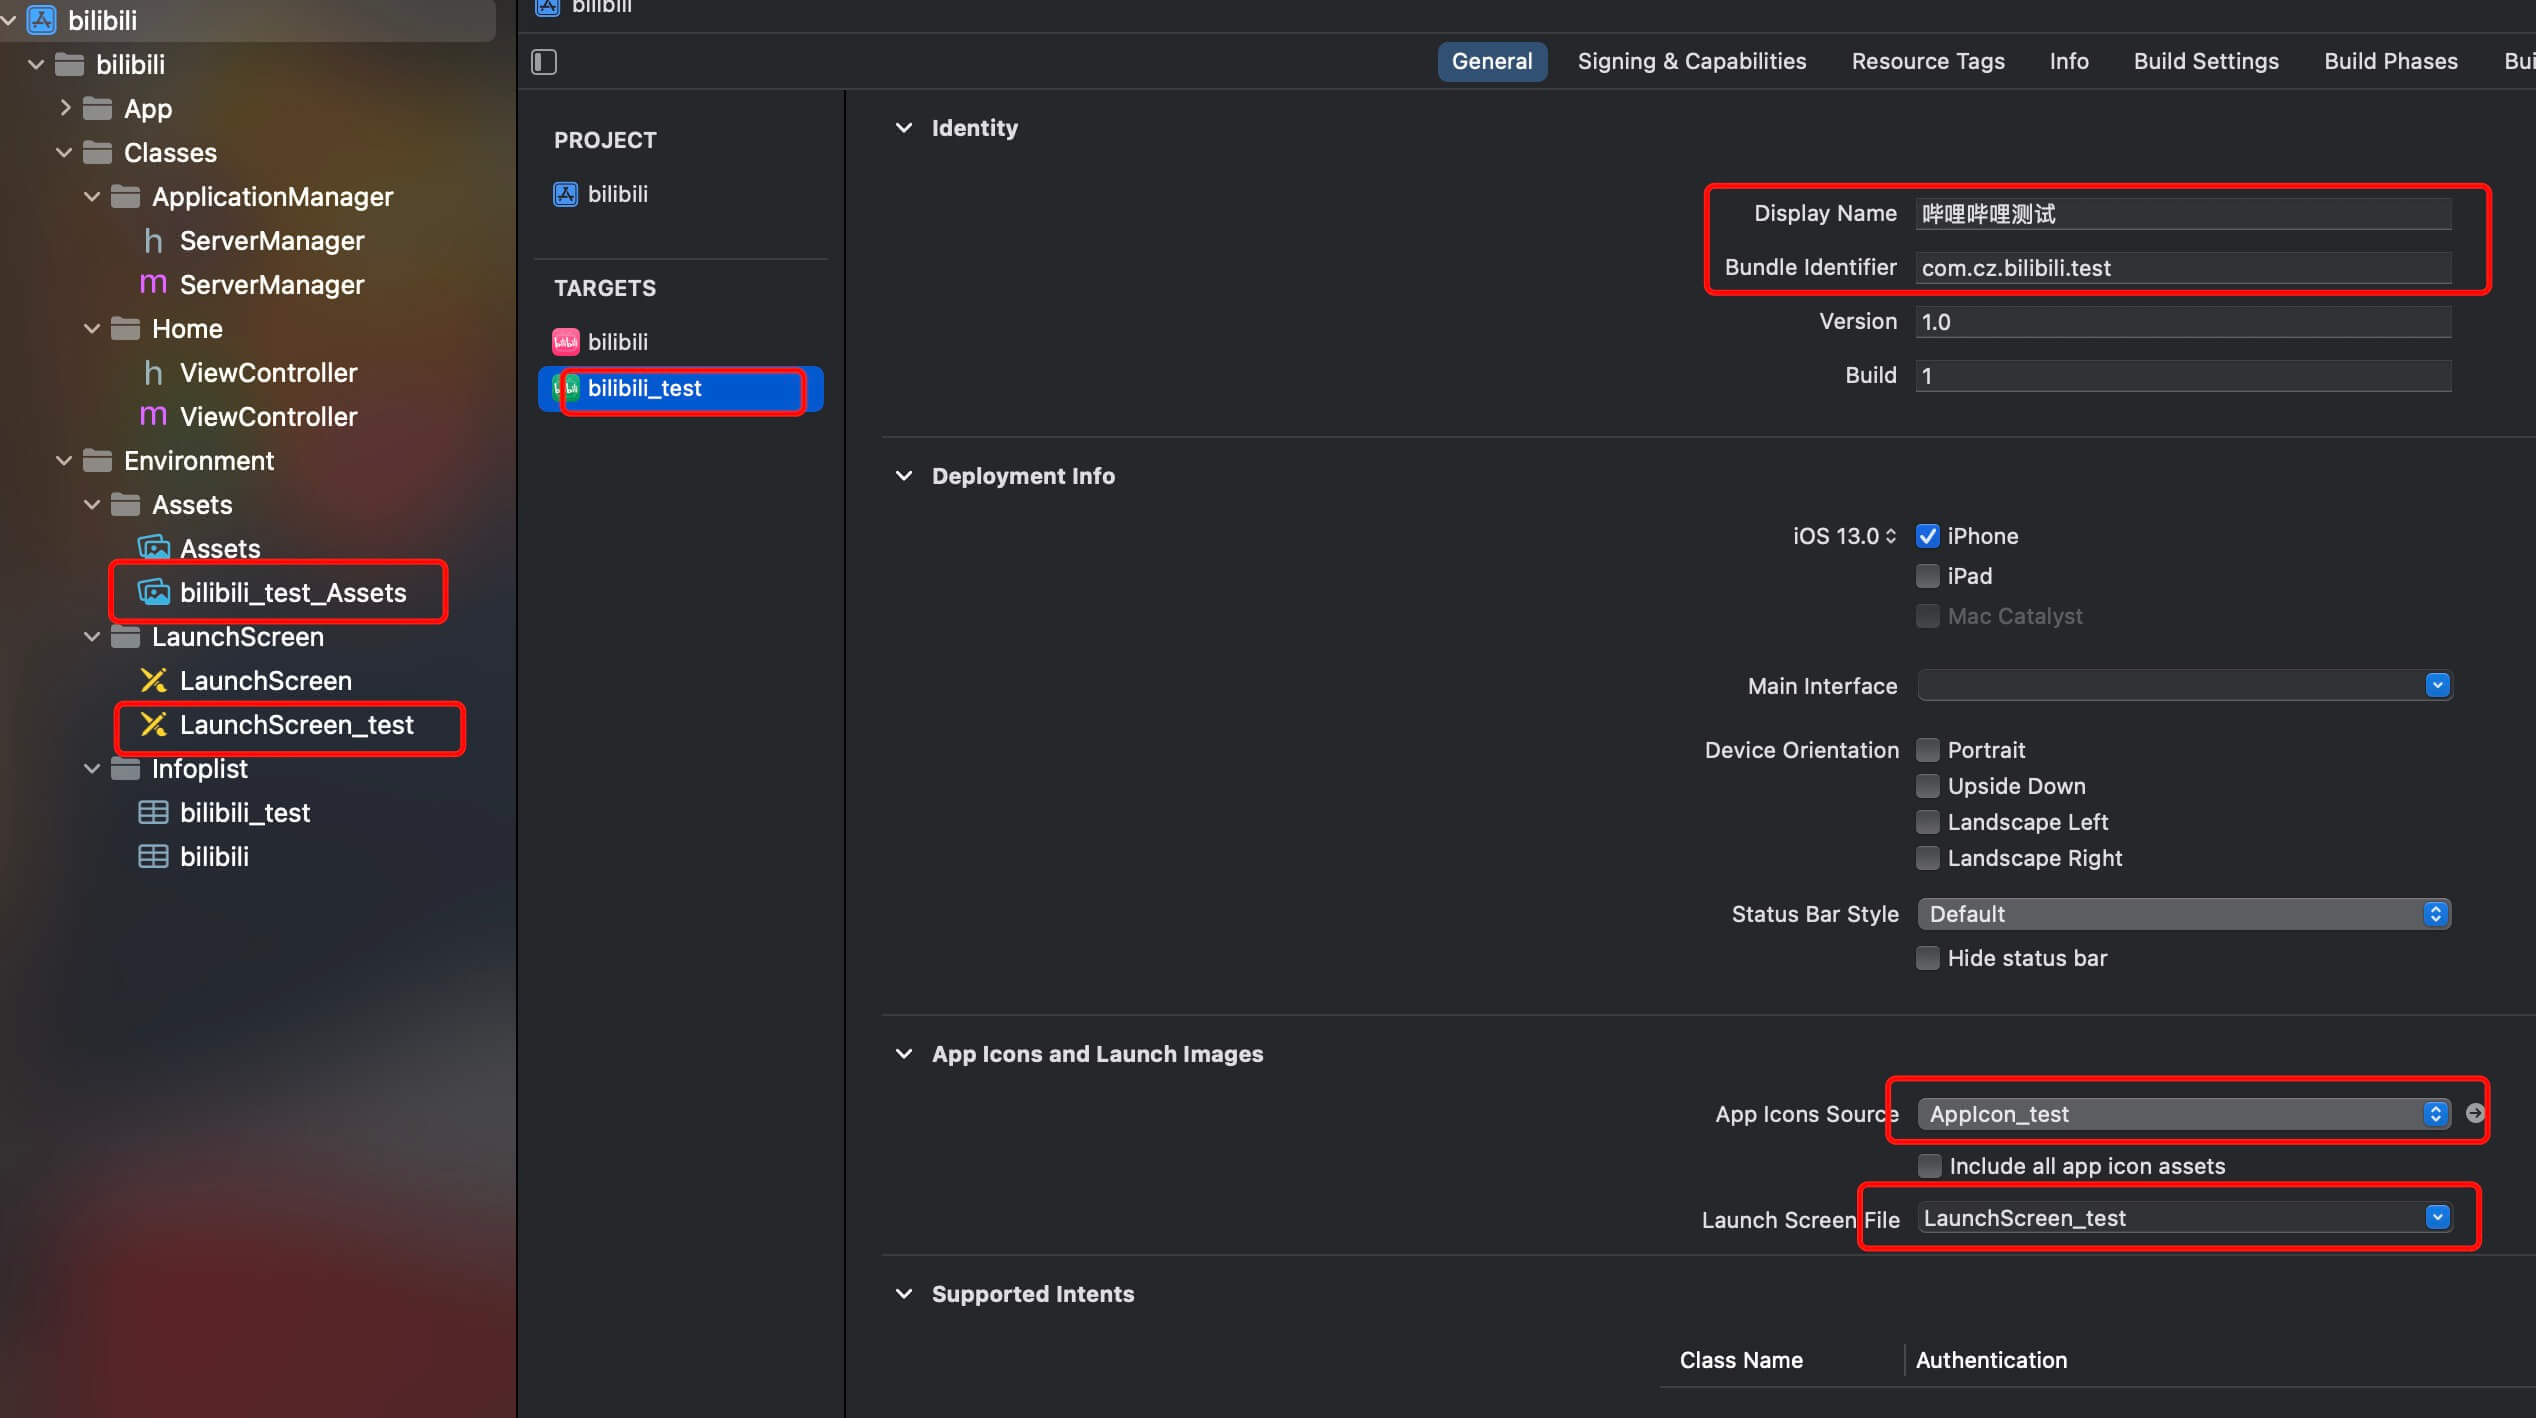 bilibili
bilibili
App
Classes
ApplicationManager
h ServerManager
m ServerManager
Home
h ViewController
m ViewController
Environment
Assets
Assets
bilibili_test_Assets
LaunchScreen
LaunchScreen
LaunchScreen_test
Infoplist
bilibili_test
bilibili
bilibili
General Signing & Capabilities Resource Tags Info Build Settings Build Phases Bui
PROJECT
bilibili
TARGETS
bilibili
bilibili_test
Identity
Display Name 哔哩哔哩测试
Bundle Identifier com.cz.bilibili.test
Version 1.0
Build 1
Deployment Info
iOS 13.0 iPhone
iPad
Mac Catalyst
Main Interface
Device Orientation Portrait
Upside Down
Landscape Left
Landscape Right
Status Bar Style Default
Hide status bar
App Icons and Launch Images
App Icons Source AppIcon_test
Include all app icon assets
Launch Screen File LaunchScreen_test
Supported Intents
Class Name Authentication